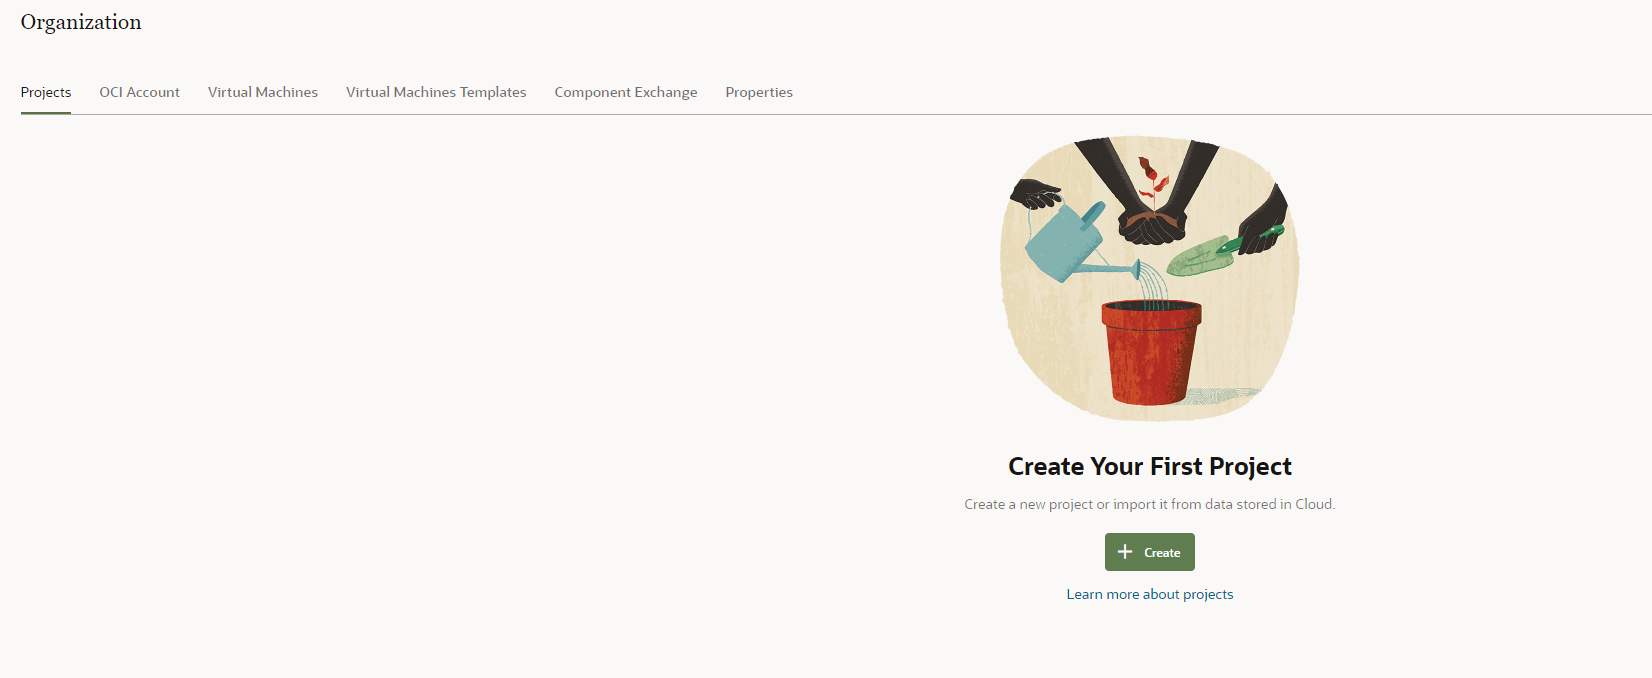 Organization
Projects OCI Account Virtual Machines Virtual Machines Templates Component Exchange Properties
Create Your First Project
Create a new project or import it from data stored in Cloud.
Create
Learn more about projects